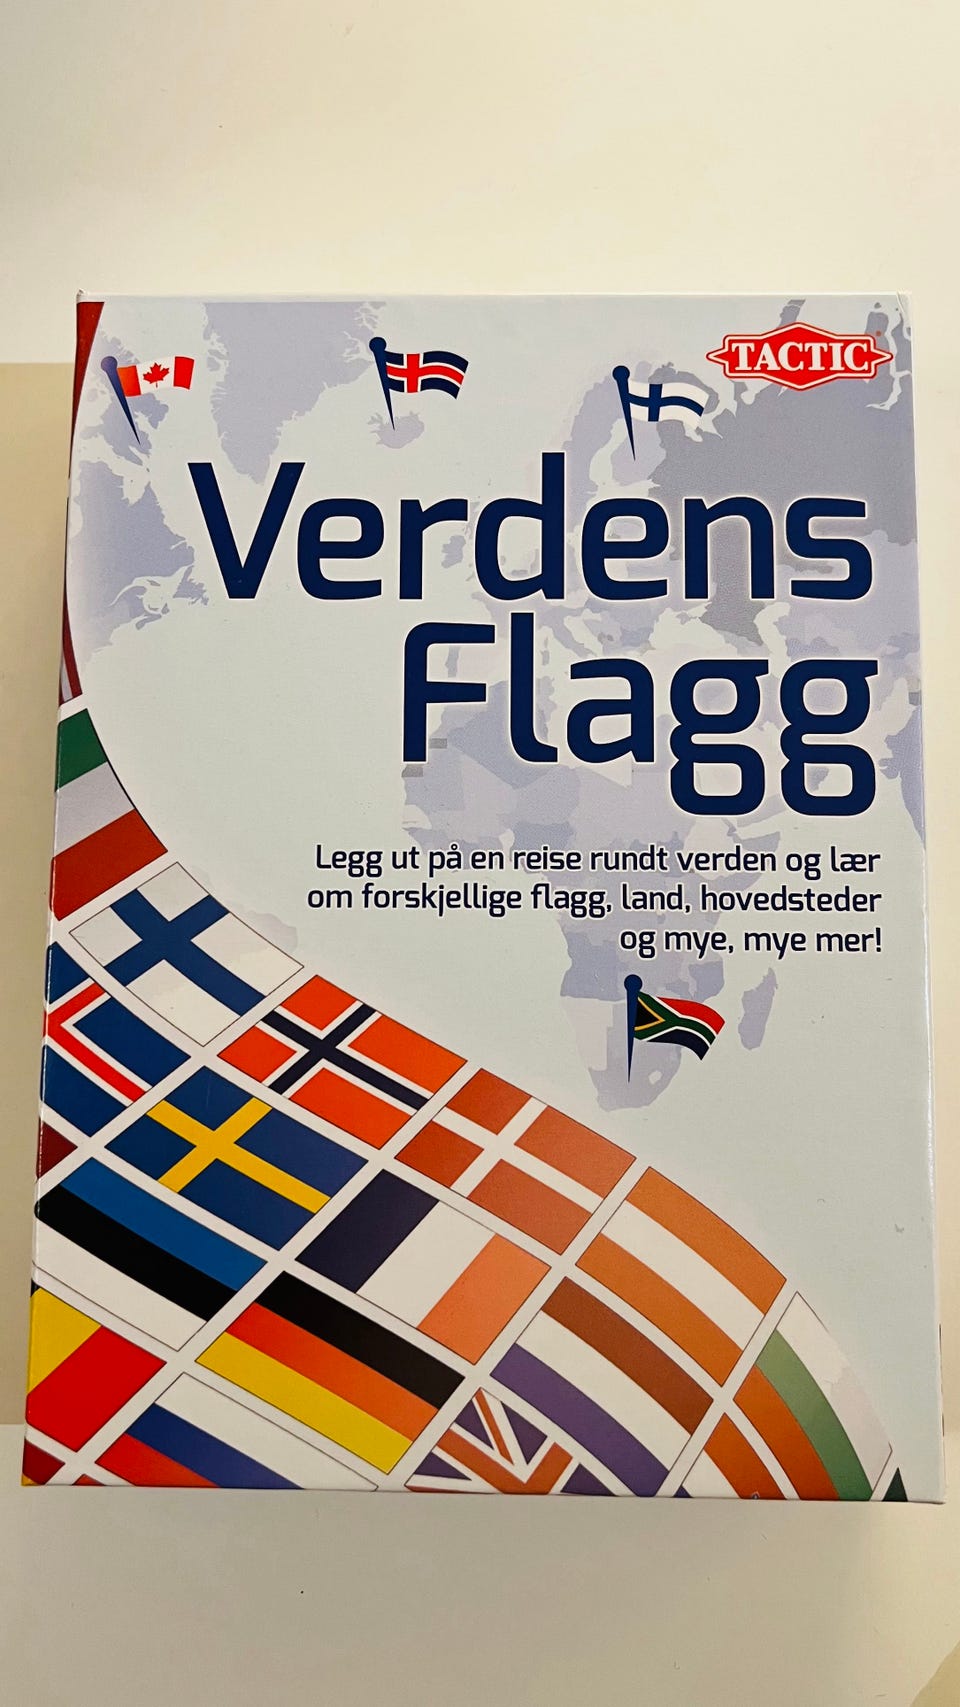 TACTIC
Verdens
Flagg
Legg ut på en reise rundt verden og lær
om forskjellige flagg, land, hovedsteder
og mye, mye mer!